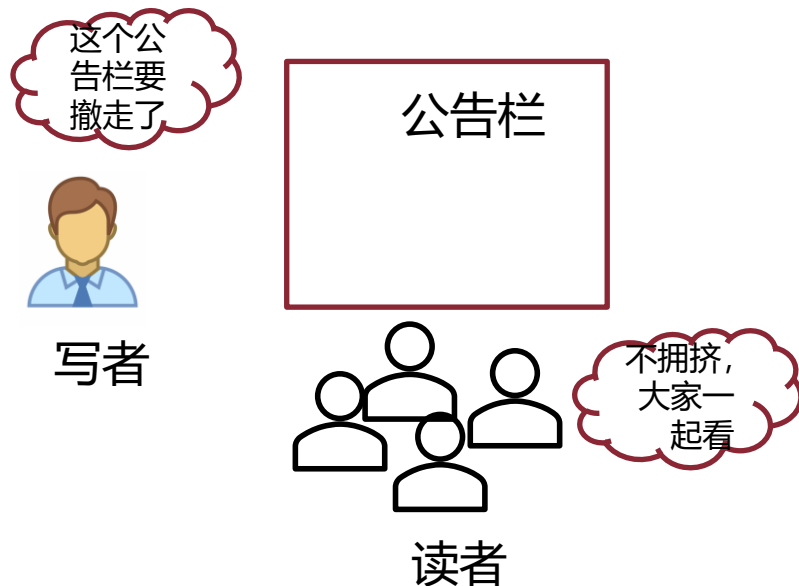 这个公
告栏要
撤走了
公告栏
写者
不拥挤，
大家一
起看
读者